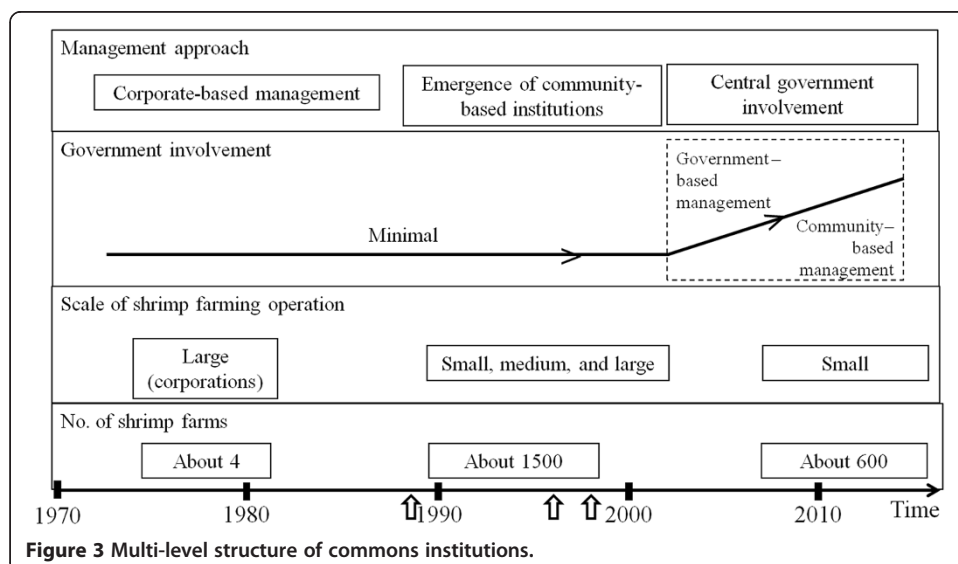 Management approach
Corporate-based management
Emergence of community-
based institutions
Central government
involvement
Government involvement
Minimal
Government–
based
management
Community–
based
management
Scale of shrimp farming operation
Large
(corporations)
Small, medium, and large
Small
No. of shrimp farms
About 4
About 1500
About 600
1970
1980
1990
2000
2010
Time
Figure 3 Multi-level structure of commons institutions.